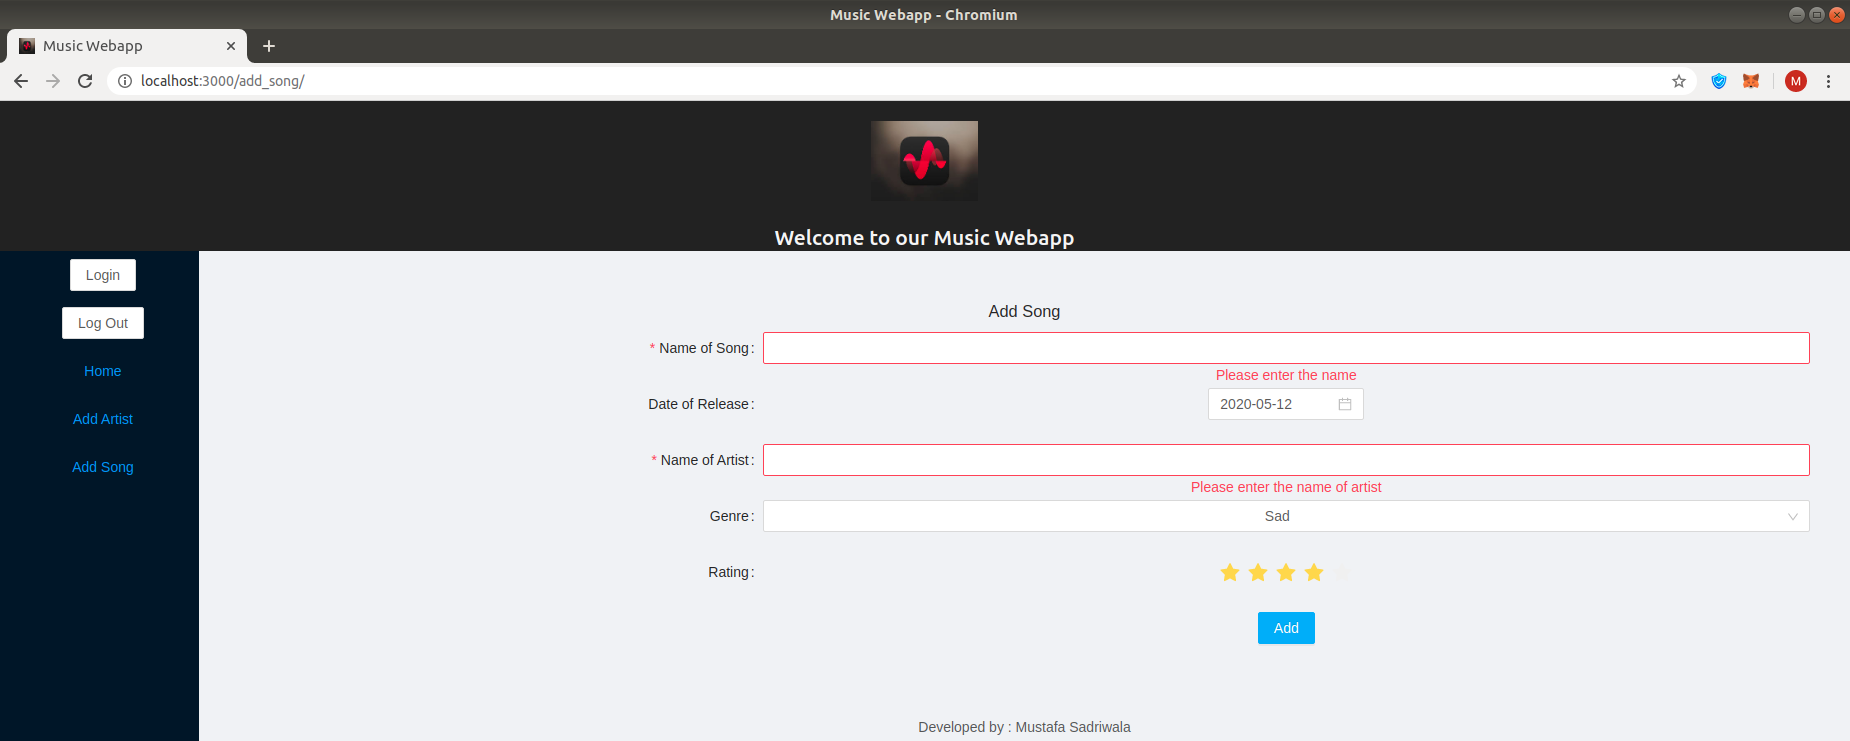 Music Webapp - Chromium
Music Webapp
localhost:3000/add_song/
M
Welcome to our Music Webapp
Login
Log Out
Home
Add Artist
Add Song
Add Song
* Name of Song:
Please enter the name
Date of Release: 2020-05-12
* Name of Artist:
Please enter the name of artist
Genre: Sad
Rating:
Add
Developed by : Mustafa Sadriwala